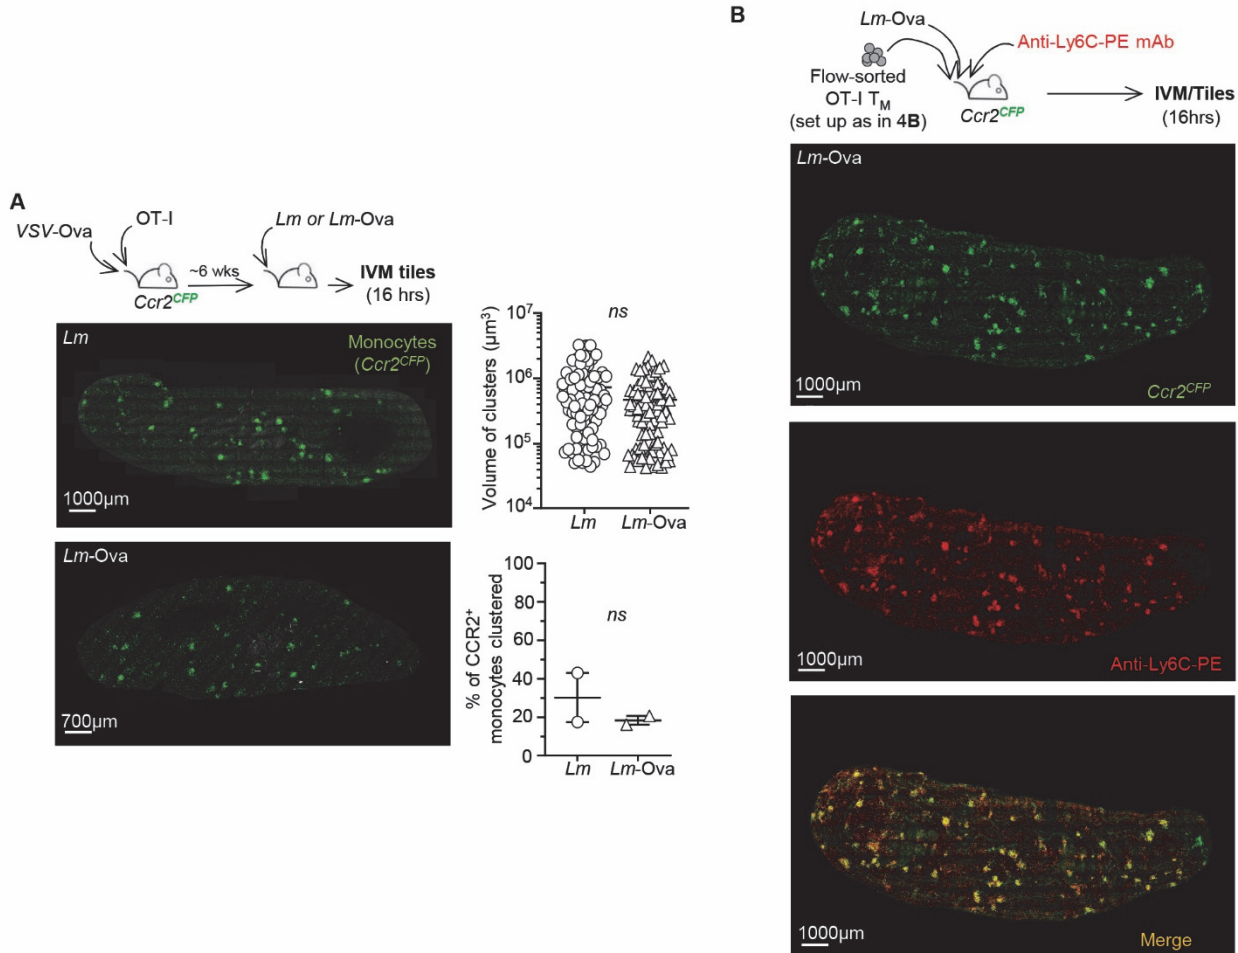 A
VSV-Ova
OT-I
Ccr2CFP
~6 wks
Lm or Lm-Ova
IVM tiles
(16 hrs)
Lm
Monocytes
(Ccr2CFP)
1000µm
Lm-Ova
700µm
Volume of clusters (µm³)
10⁷
10⁶
10⁵
10⁴
ns
Lm
Lm-Ova
% of CCR2⁺
monocytes clustered
100
80
60
40
20
0
ns
Lm
Lm-Ova
B
Lm-Ova
Anti-Ly6C-PE mAb
Flow-sorted
OT-I TM
(set up as in 4B)
Ccr2CFP
IVM/Tiles
(16hrs)
Lm-Ova
1000µm
Ccr2CFP
1000µm
Anti-Ly6C-PE
1000µm
Merge